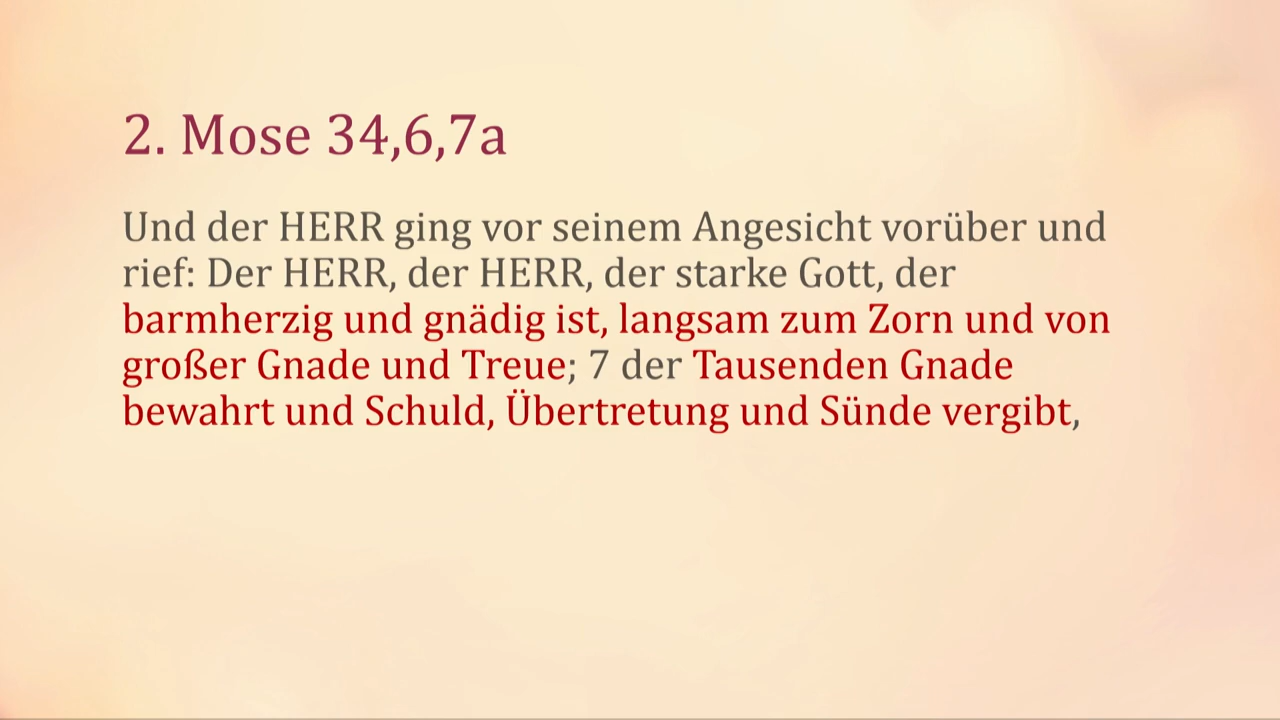 2. Mose 34,6,7a
Und der HERR ging vor seinem Angesicht vorüber und
rief: Der HERR, der HERR, der starke Gott, der
barmherzig und gnädig ist, langsam zum Zorn und von
großer Gnade und Treue; 7 der Tausenden Gnade
bewahrt und Schuld, Übertretung und Sünde vergibt,